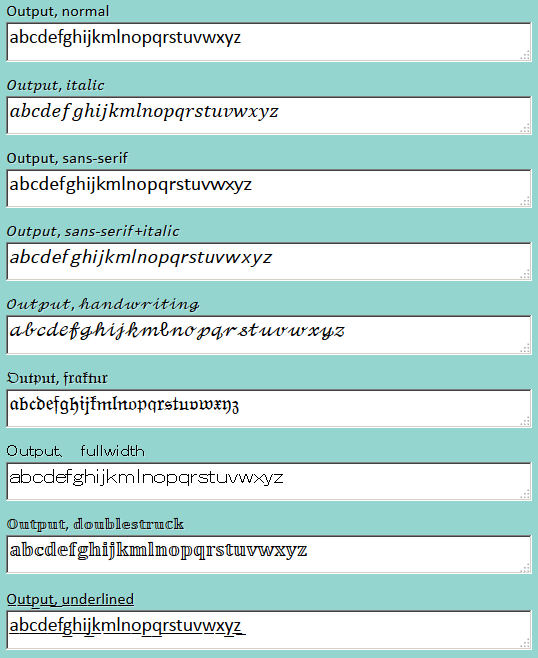 Output, normal
abcdefghijkmlnopqrstuvwxyz
Output, italic
abcdefghijkmlnopqrstuvwxyz
Output, sans-serif
abcdefghijkmlnopqrstuvwxyz
Output, sans-serif+italic
abcdefghijkmlnopqrstuvwxyz
Output, handwriting
abcdefghijkmlnopqrstuvwxyz
Output, fraktur
abcdefghijkmlnopqrstuvwxyz
Output、 fullwidth
abcdefghijkmlnopqrstuvwxyz
Output, doublestruck
abcdefghijkmlnopqrstuvwxyz
Output, underlined
abcdefghijkmlnopqrstuvwxyz